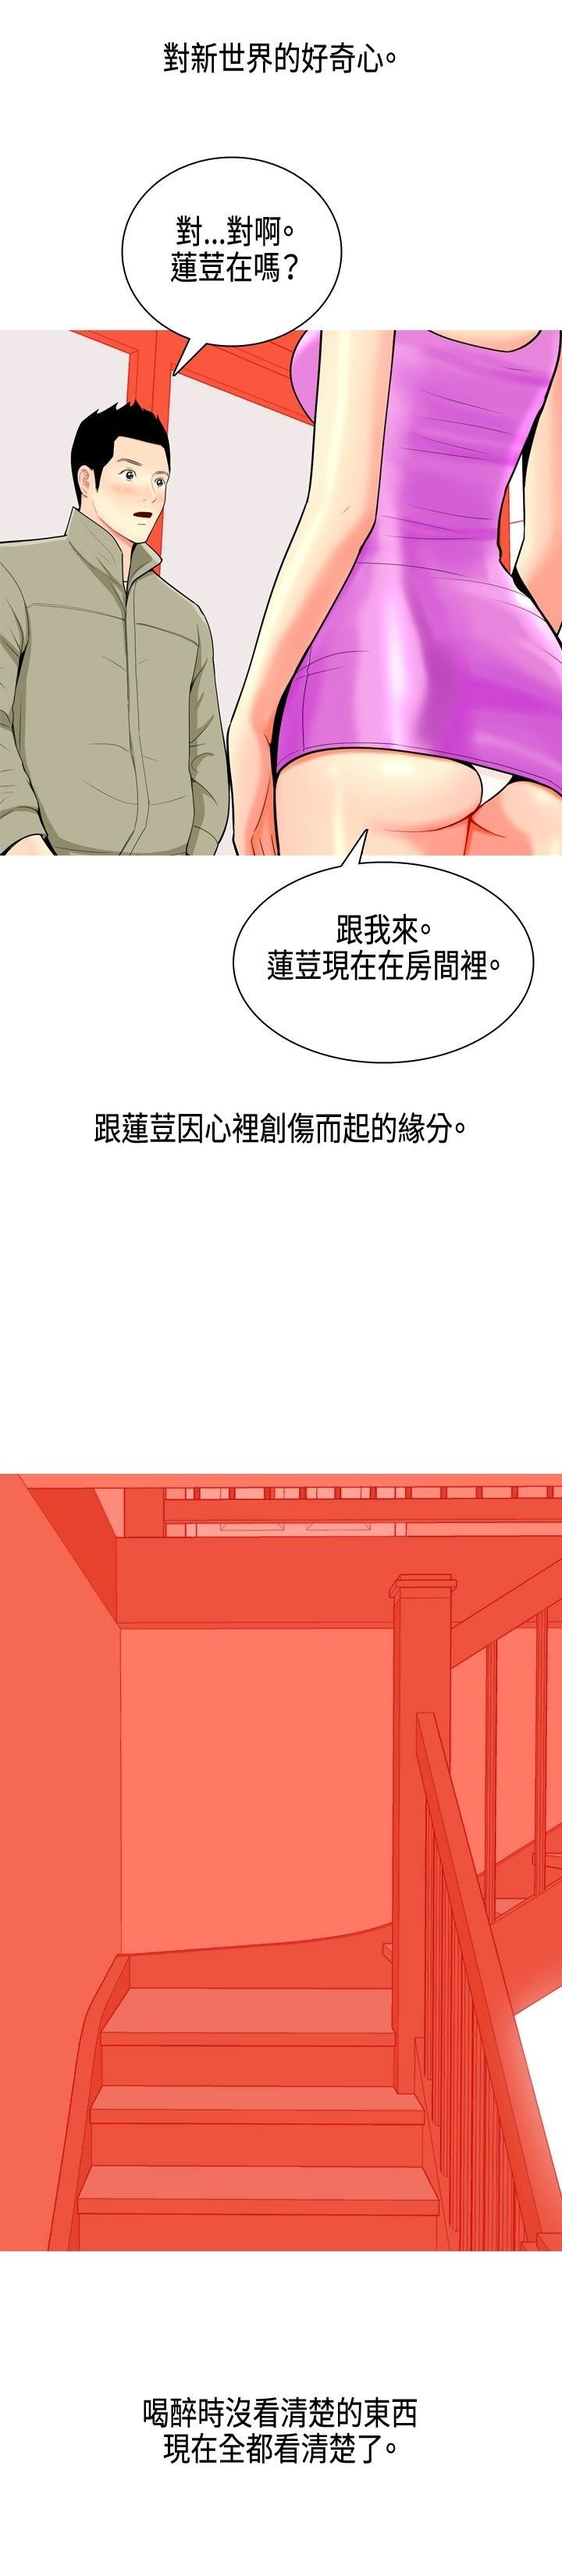 對新世界的好奇心。
對...對啊。
蓮荳在嗎?
跟我來。
蓮荳現在在房間裡。
跟蓮荳因心裡創傷而起的緣分。
喝醉時沒看清楚的東西
現在全都看清楚了。